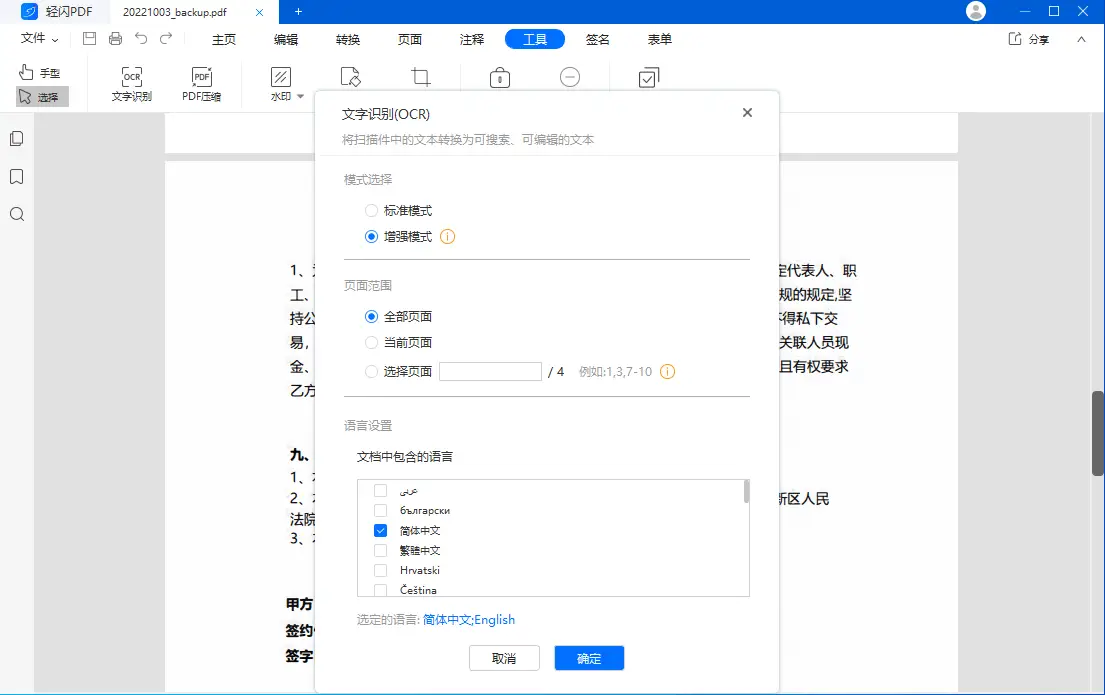 轻闪PDF 20221003_backup.pdf
文件 主页 编辑 转换 页面 注释 工具 签名 表单 分享
手型
选择
OCR
文字识别
PDF
PDF压缩
水印
文字识别(OCR)
将扫描件中的文本转换为可搜索、可编辑的文本
模式选择
标准模式
增强模式
页面范围
全部页面
当前页面
选择页面 / 4 例如:1,3,7-10
语言设置
文档中包含的语言
عربى
български
简体中文
繁體中文
Hrvatski
Čeština
选定的语言: 简体中文;English
取消 确定
1、
工、
持公
易，
金、
乙方
定代表人、职
规的规定,坚
得私下交
关联人员现
且有权要求
九、
1、
2、
法院
3、
新区人民
甲方
签约
签字